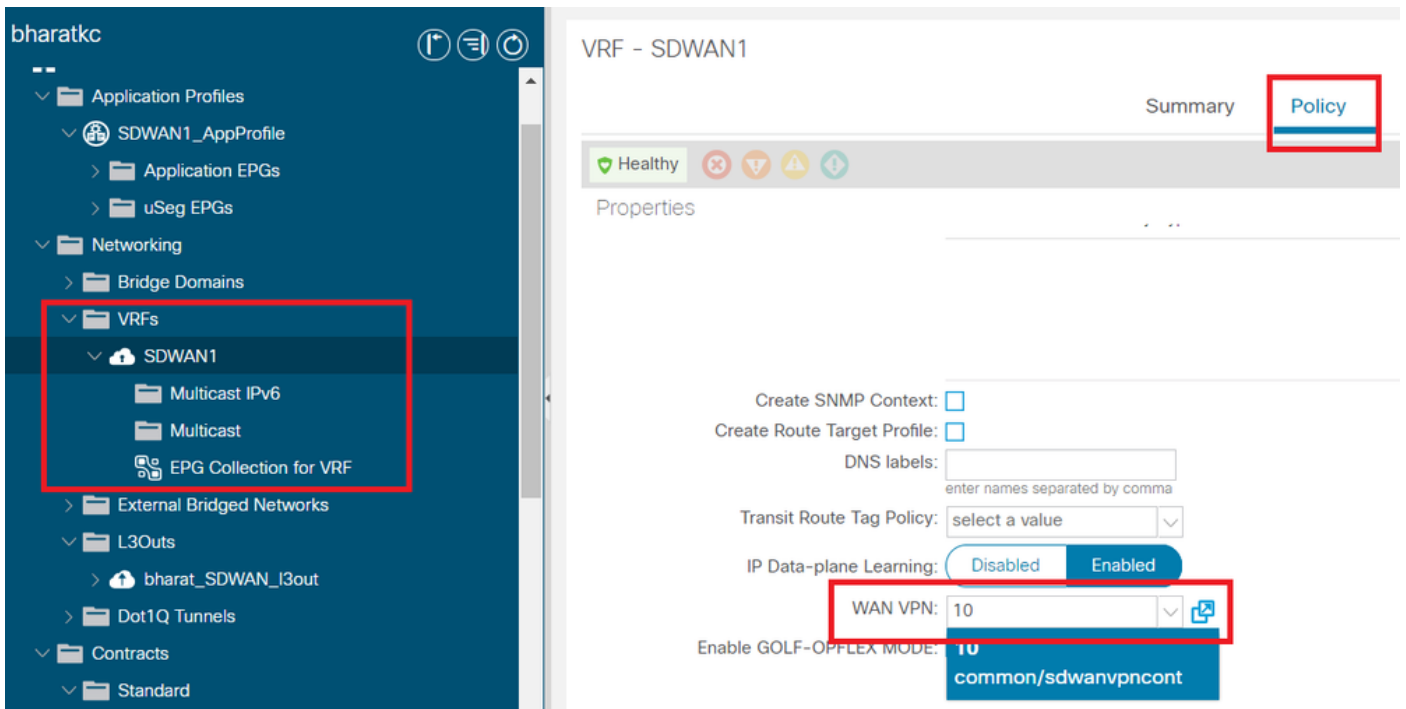 bharatkc
Application Profiles
SDWAN1_AppProfile
Application EPGs
uSeg EPGs
Networking
Bridge Domains
VRFs
SDWAN1
Multicast IPv6
Multicast
EPG Collection for VRF
External Bridged Networks
L3Outs
bharat_SDWAN_l3out
Dot1Q Tunnels
Contracts
Standard
VRF - SDWAN1
Summary Policy
Healthy
Properties
Create SNMP Context:
Create Route Target Profile:
DNS labels:
enter names separated by comma
Transit Route Tag Policy: select a value
IP Data-plane Learning: Disabled Enabled
WAN VPN: 10
Enable GOLF-OPFLEX MODE: 10
common/sdwanvpncont